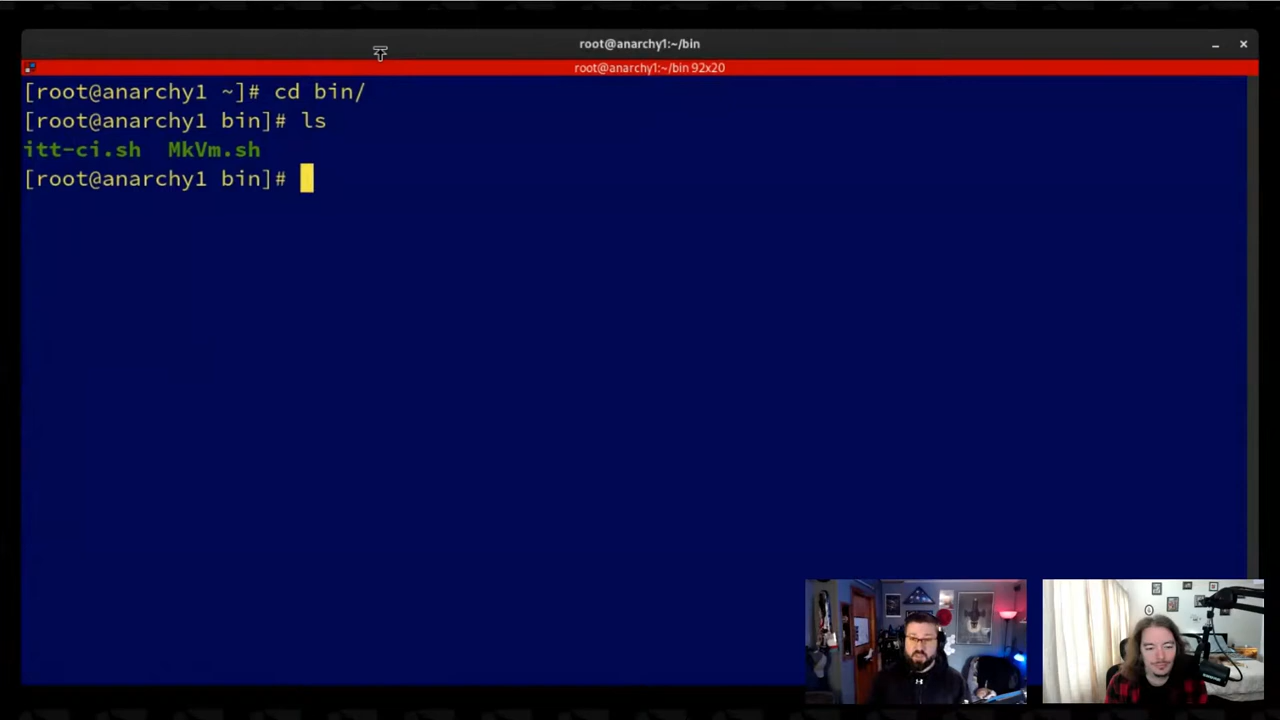 root@anarchy1:~/bin
root@anarchy1:~/bin 92x20
[root@anarchy1 ~]# cd bin/
[root@anarchy1 bin]# ls
itt-ci.sh  MkVm.sh
[root@anarchy1 bin]#